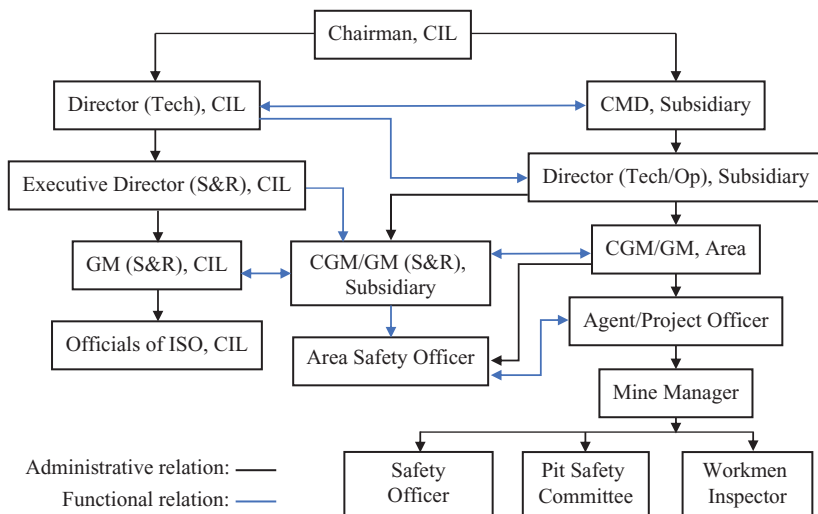 Chairman, CIL
Director (Tech), CIL
CMD, Subsidiary
Executive Director (S&R), CIL
Director (Tech/Op), Subsidiary
GM (S&R), CIL
CGM/GM (S&R),
Subsidiary
CGM/GM, Area
Officials of ISO, CIL
Area Safety Officer
Agent/Project Officer
Mine Manager
Safety
Officer
Pit Safety
Committee
Workmen
Inspector
Administrative relation:
Functional relation: